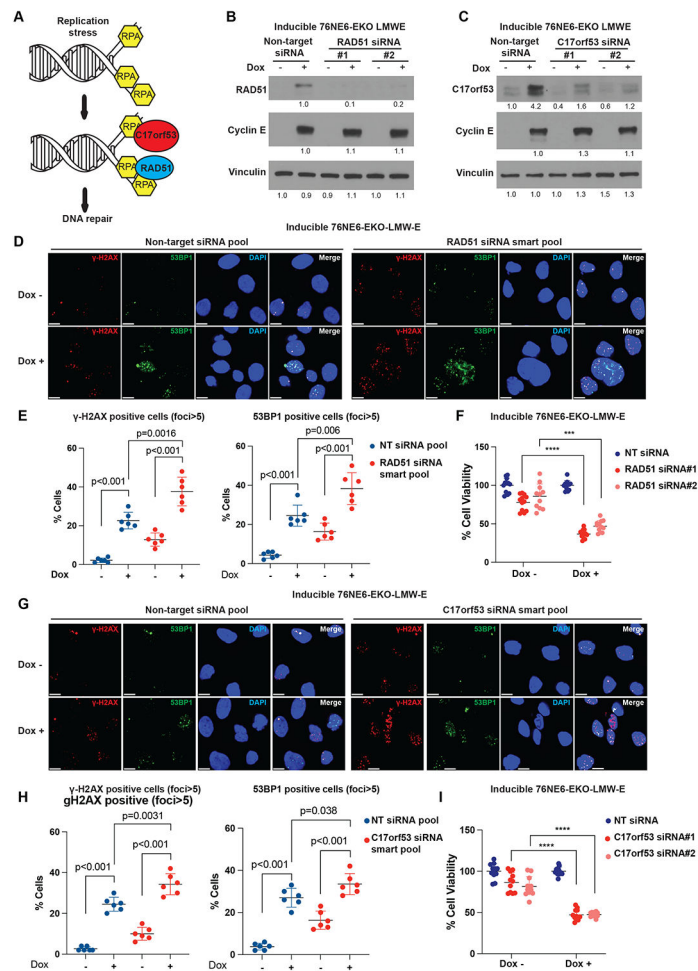 A
Replication
stress
RPA
RPA
RPA
RPA
C17orf53
RPA
RAD51
RPA
DNA repair
B
Inducible 76NE6-EKO LMWE
Non-target
siRNA
RAD51 siRNA
#1
#2
Dox
- + - + - +
RAD51
1.0 0.1 0.2
Cyclin E
1.0 1.1 1.1
Vinculin
1.0 0.9 0.9 1.1 1.0 1.1
C
Inducible 76NE6-EKO LMWE
Non-target
siRNA
C17orf53 siRNA
#1
#2
Dox
- + - + - +
C17orf53
1.0 4.2 0.4 1.6 0.6 1.2
Cyclin E
1.0 1.3 1.1
Vinculin
1.0 1.0 1.0 1.3 1.5 1.3
D
Inducible 76NE6-EKO-LMW-E
Non-target siRNA pool
RAD51 siRNA smart pool
γ-H2AX 53BP1 DAPI Merge γ-H2AX 53BP1 DAPI Merge
Dox -
γ-H2AX 53BP1 DAPI Merge γ-H2AX 53BP1 DAPI Merge
Dox +
E
γ-H2AX positive cells (foci>5)
% Cells
60
40
20
0
p=0.0016
p<0.001
p<0.001
Dox - + - +
53BP1 positive cells (foci>5)
60
40
20
0
p=0.006
p<0.001
p<0.001
- + - +
NT siRNA pool
RAD51 siRNA
smart pool
F
Inducible 76NE6-EKO-LMW-E
% Cell Viability
150
100
50
0
***
****
NT siRNA
RAD51 siRNA#1
RAD51 siRNA#2
Dox - Dox +
G
Inducible 76NE6-EKO-LMW-E
Non-target siRNA pool
C17orf53 siRNA smart pool
γ-H2AX 53BP1 DAPI Merge γ-H2AX 53BP1 DAPI Merge
Dox -
γ-H2AX 53BP1 DAPI Merge γ-H2AX 53BP1 DAPI Merge
Dox +
H
γ-H2AX positive cells (foci>5)
gH2AX positive (foci>5)
% Cells
60
40
20
0
p=0.0031
p<0.001
p<0.001
Dox - + - +
53BP1 positive cells (foci>5)
60
40
20
0
p=0.038
p<0.001
p<0.001
- + - +
NT siRNA pool
C17orf53 siRNA
smart pool
I
Inducible 76NE6-EKO-LMW-E
% Cell Viability
150
100
50
0
****
****
NT siRNA
C17orf53 siRNA#1
C17orf53 siRNA#2
Dox - Dox +